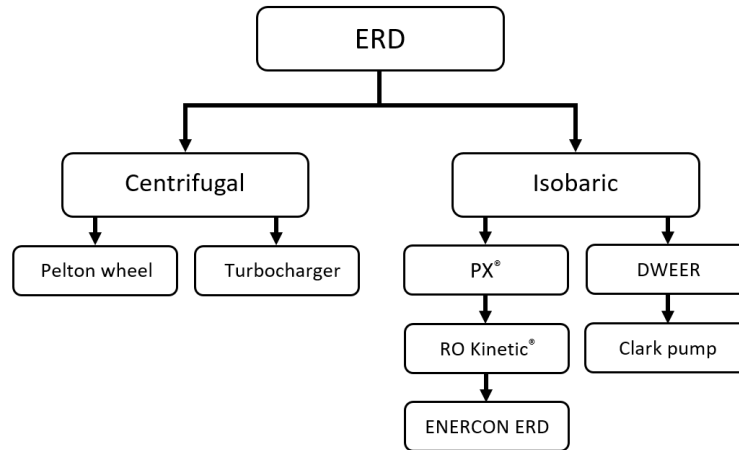 ERD
Centrifugal
Isobaric
Pelton wheel
Turbocharger
PX®
DWEER
RO Kinetic®
Clark pump
ENERCON ERD